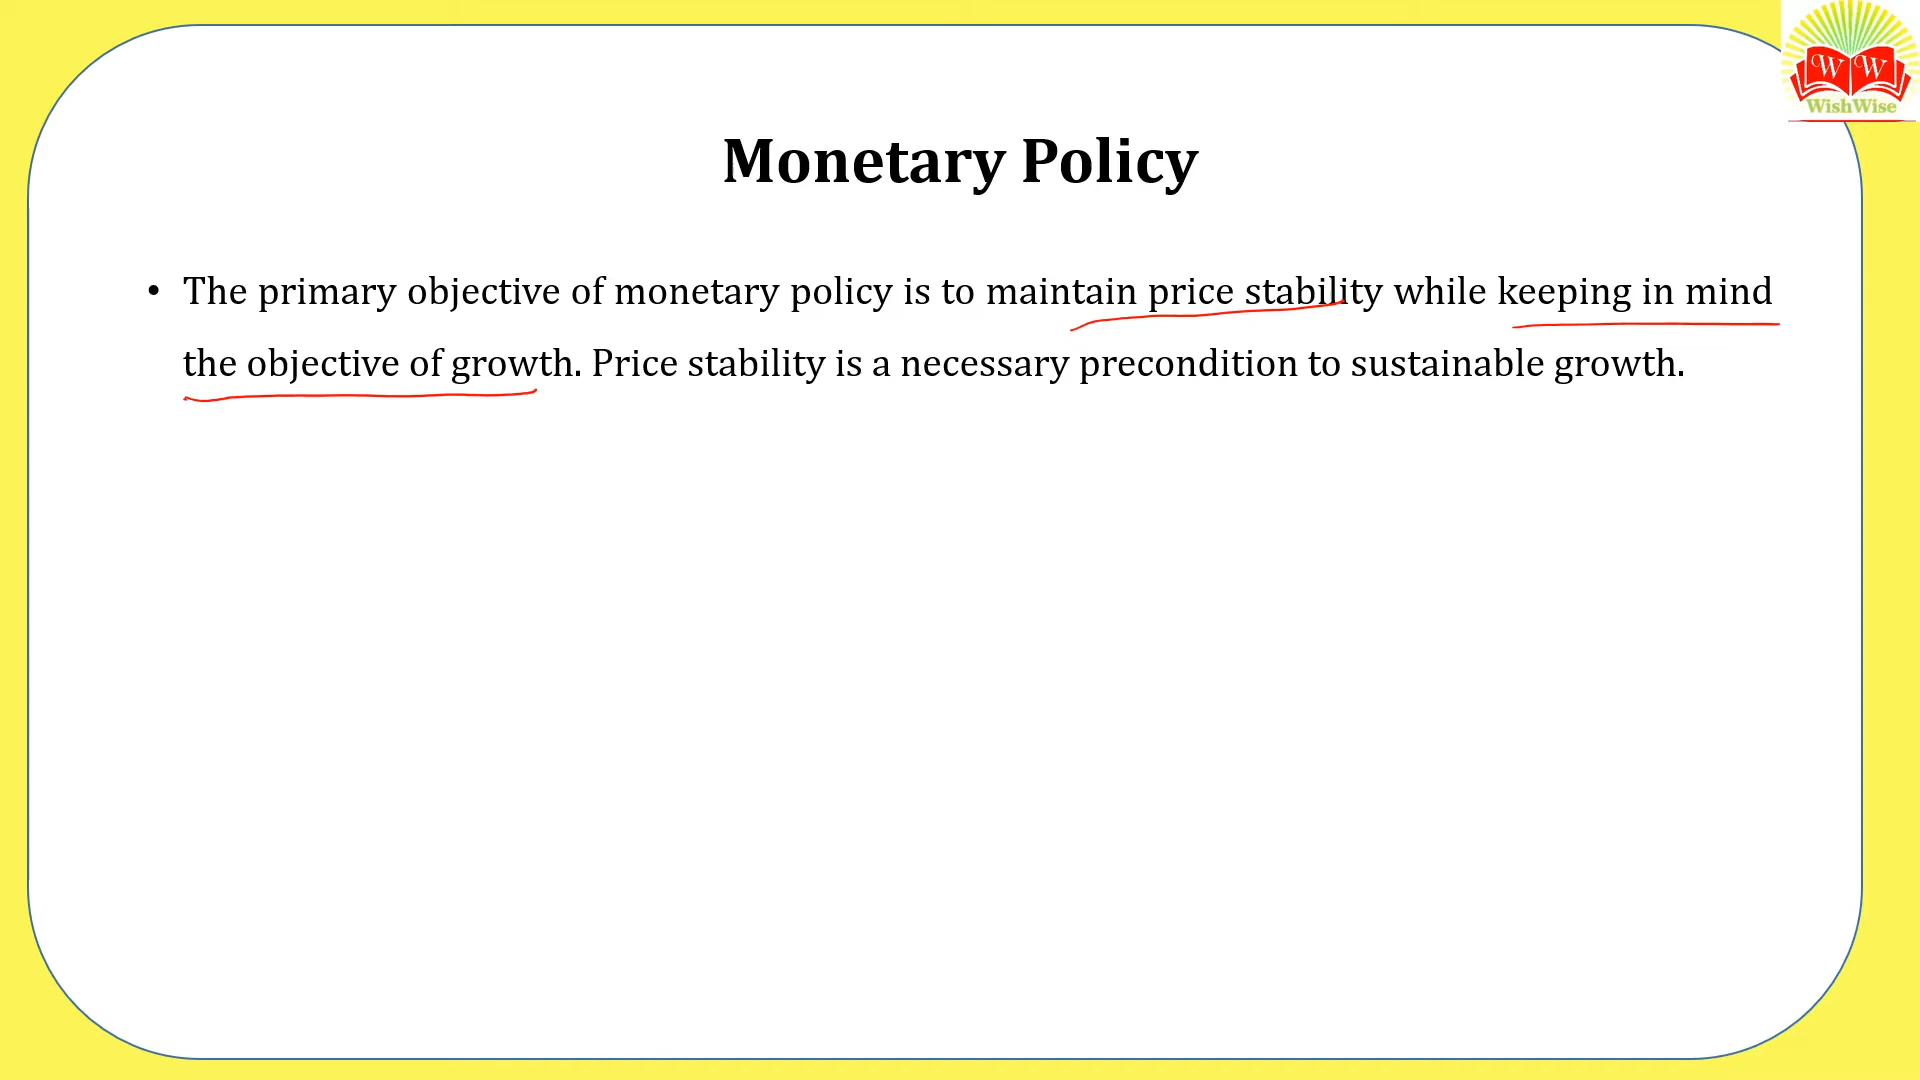 W W
WishWise
Monetary Policy
• The primary objective of monetary policy is to maintain price stability while keeping in mind
the objective of growth. Price stability is a necessary precondition to sustainable growth.